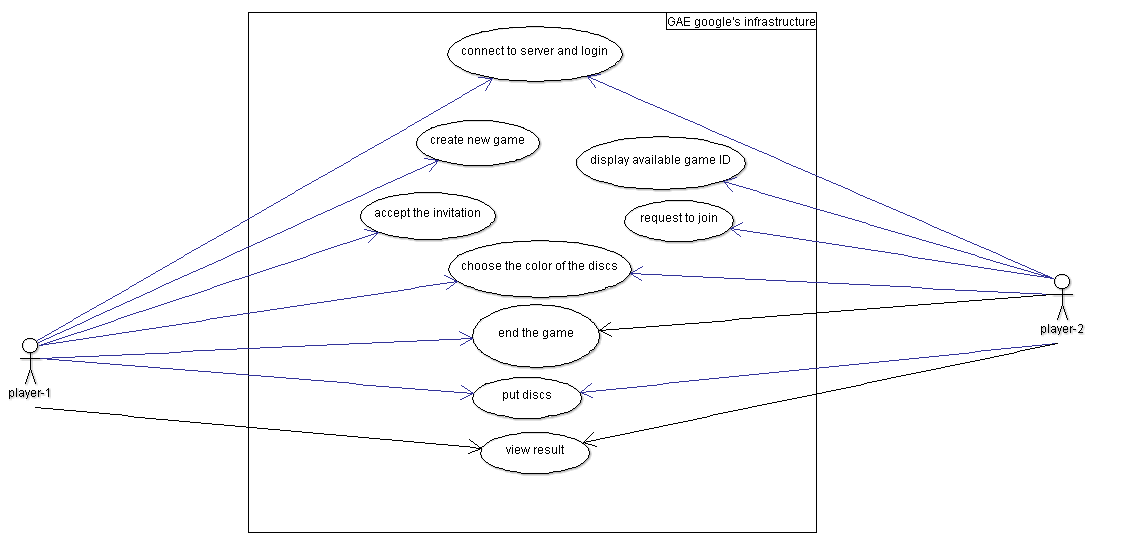 GAE google's infrastructure
connect to server and login
create new game
display available game ID
accept the invitation
request to join
choose the color of the discs
end the game
player-2
player-1
put discs
view result